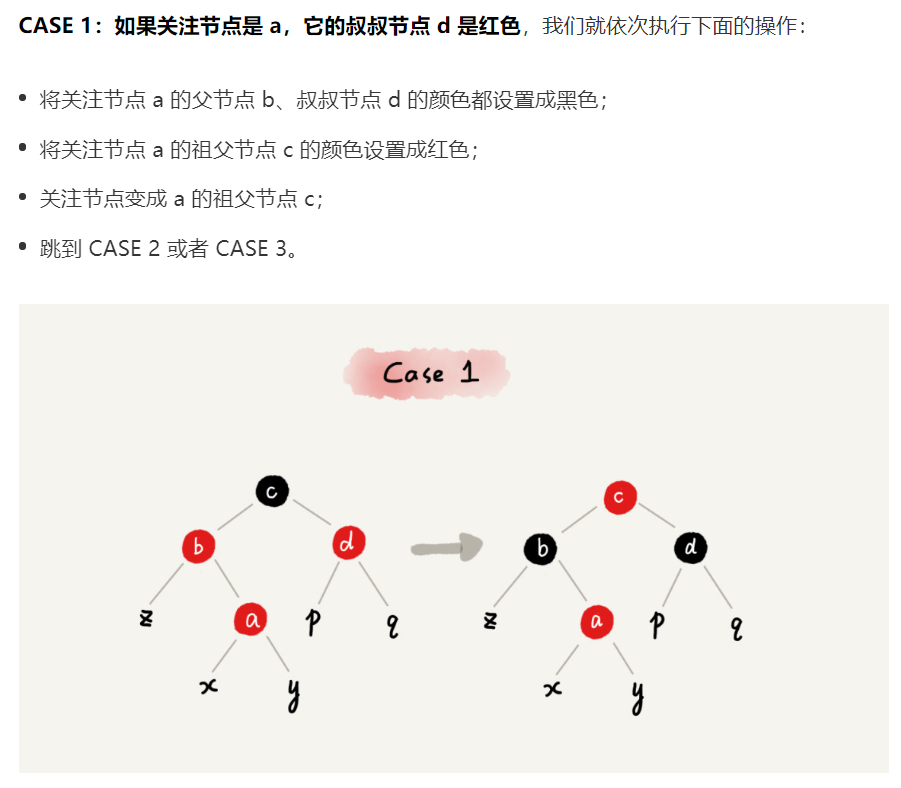 CASE 1：如果关注节点是 a，它的叔叔节点 d 是红色，我们就依次执行下面的操作：
• 将关注节点 a 的父节点 b、叔叔节点 d 的颜色都设置成黑色；
• 将关注节点 a 的祖父节点 c 的颜色设置成红色；
• 关注节点变成 a 的祖父节点 c；
• 跳到 CASE 2 或者 CASE 3。
Case 1
c c
b d b d
z a p q z a p q
x y x y